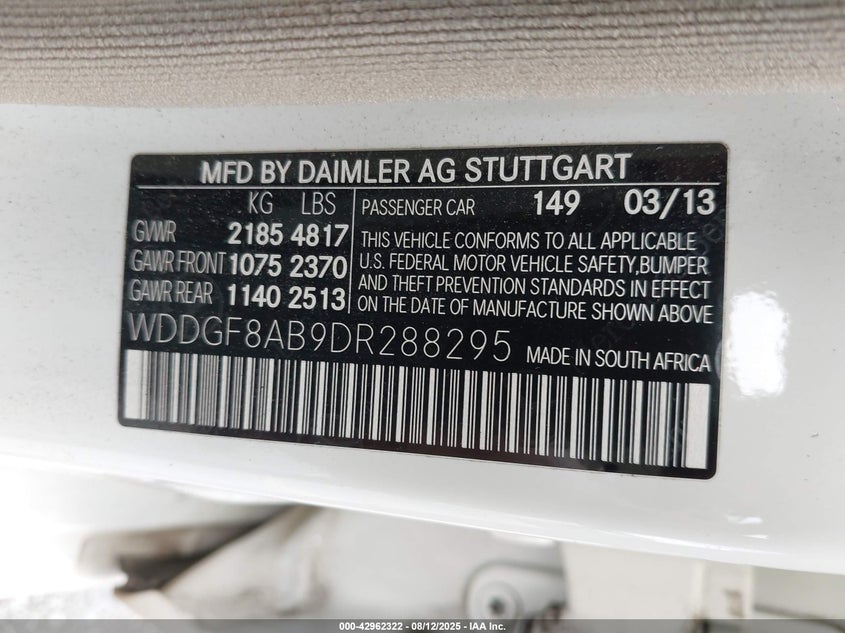 MFD BY DAIMLER AG STUTTGART
KG LBS
GVWR 2185 4817
GAWR FRONT 1075 2370
GAWR REAR 1140 2513
PASSENGER CAR 149 03/13
THIS VEHICLE CONFORMS TO ALL APPLICABLE
U.S. FEDERAL MOTOR VEHICLE SAFETY,BUMPER
AND THEFT PREVENTION STANDARDS IN EFFECT
ON THE DATE OF MANUFACTURE SHOWN ABOVE
WDDGF8AB9DR288295 MADE IN SOUTH AFRICA
000-42962322 - 08/12/2025 - IAA Inc.